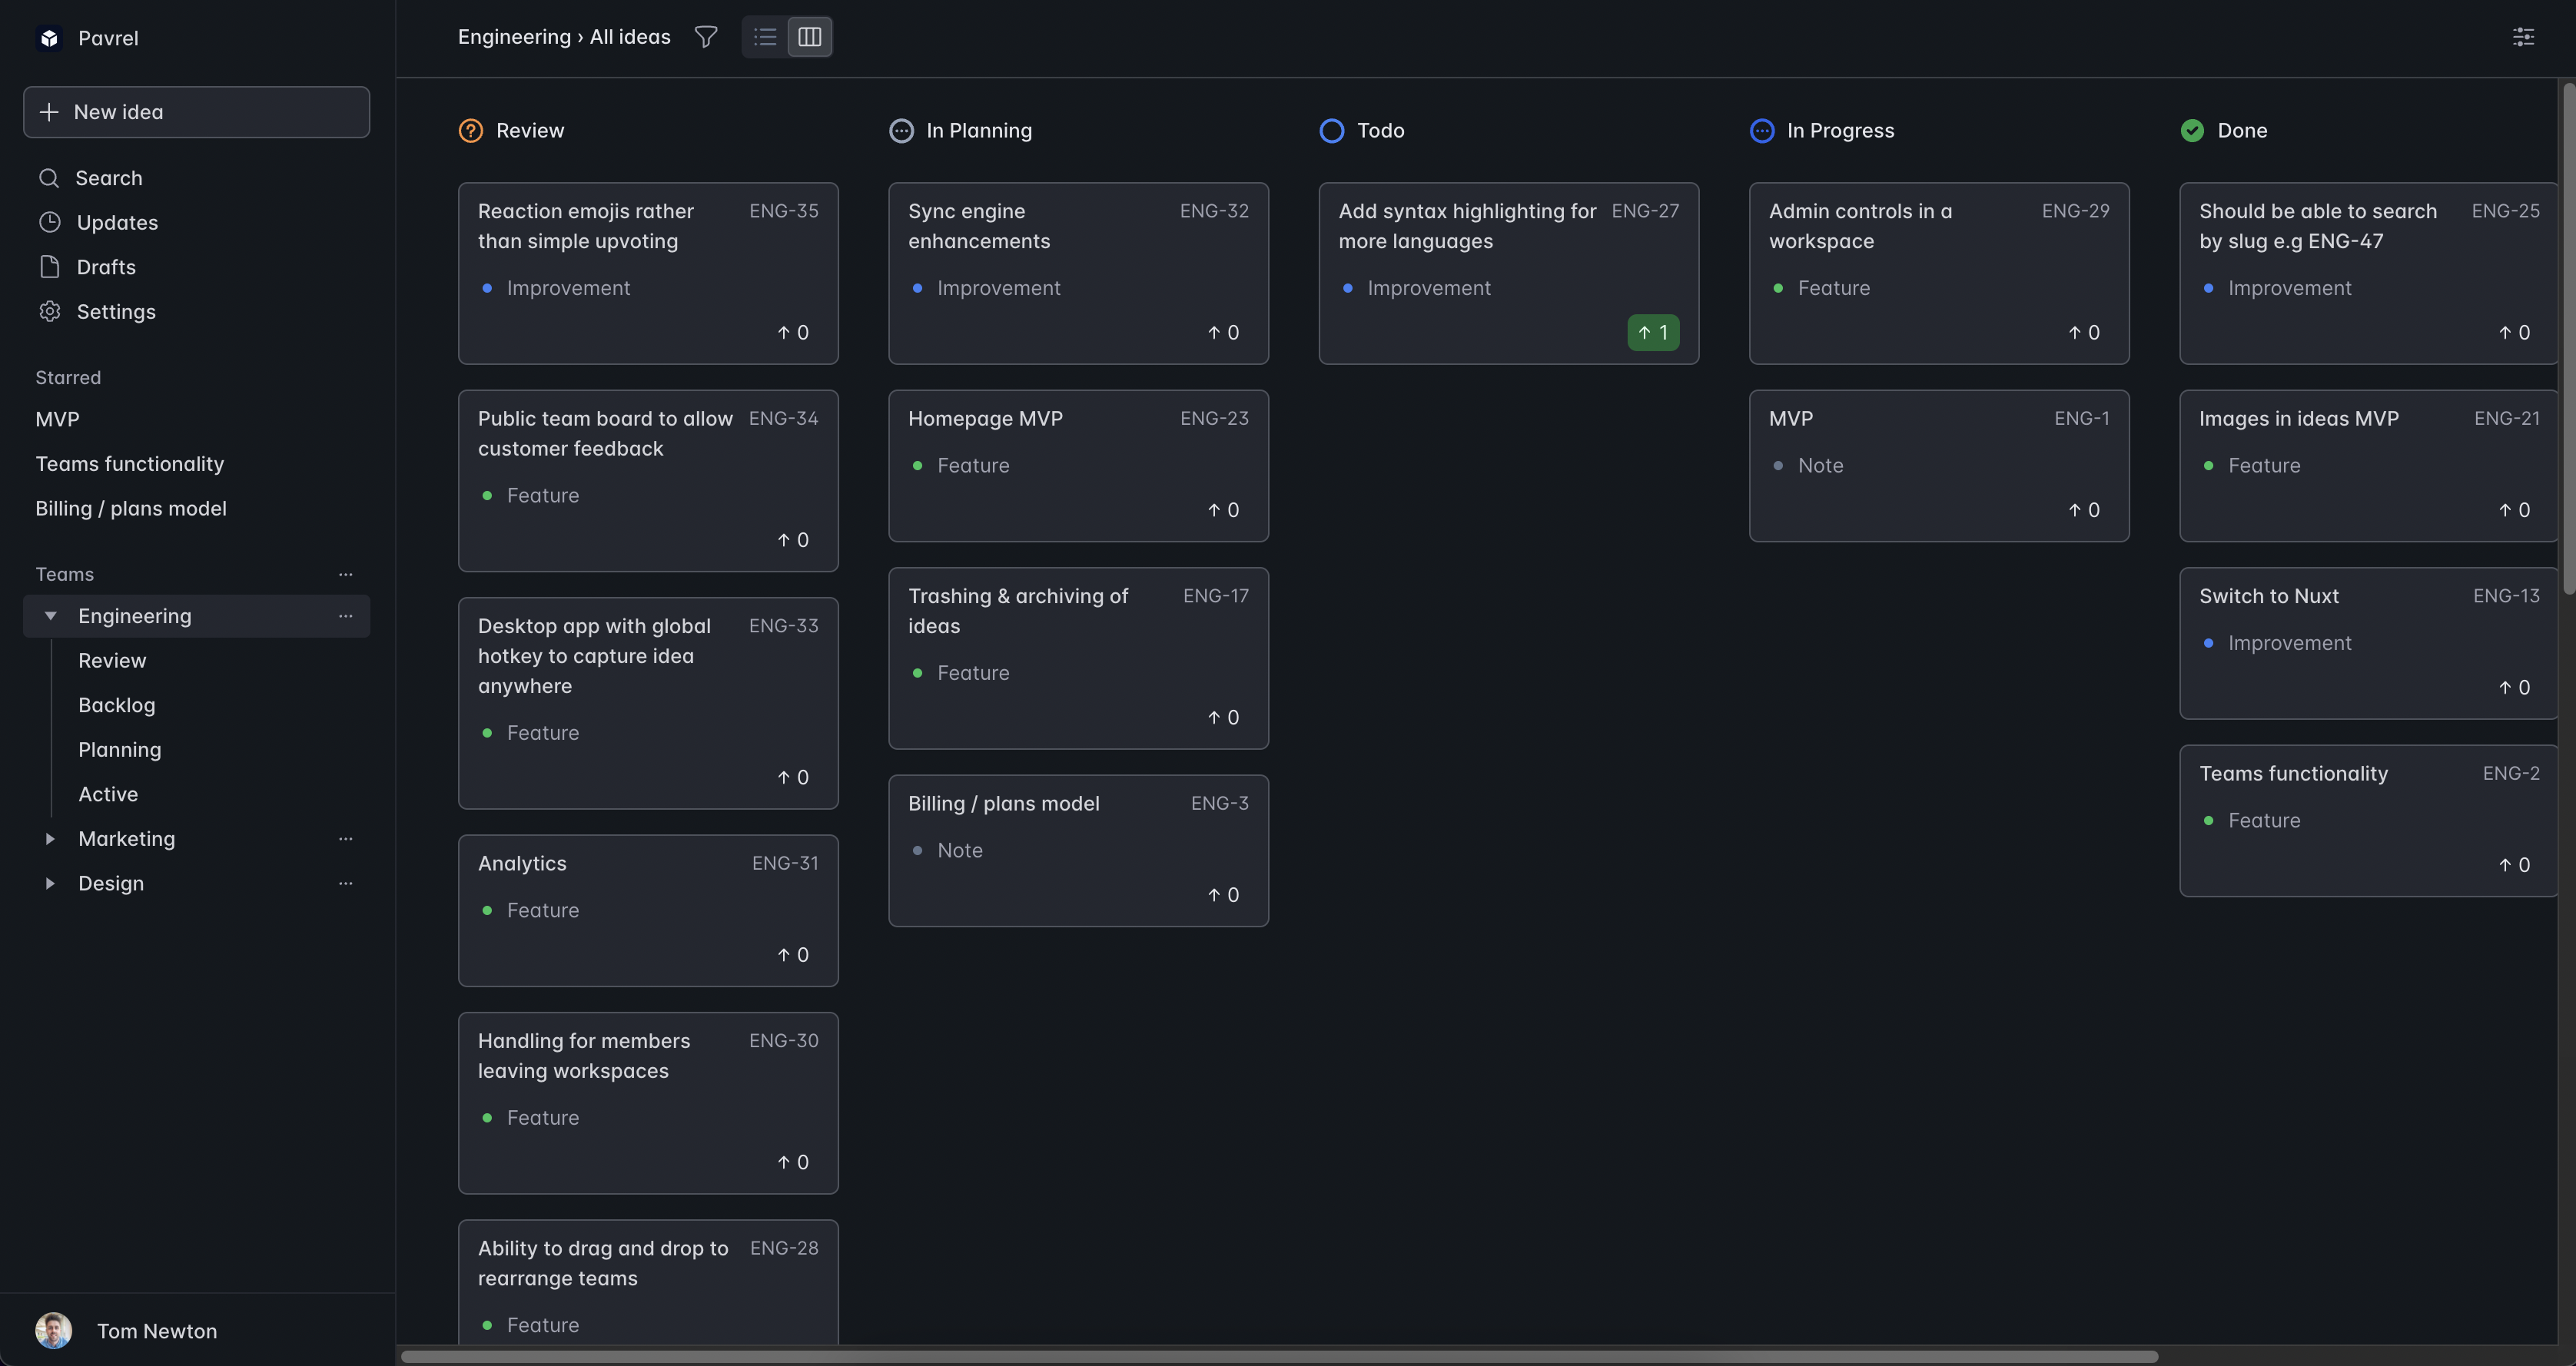 Pavrel
New idea
Search
Updates
Drafts
Settings
Starred
MVP
Teams functionality
Billing / plans model
Teams
Engineering
Review
Backlog
Planning
Active
Marketing
Design
Tom Newton
Engineering › All ideas
Review
Reaction emojis rather ENG-35
than simple upvoting
Improvement
↑ 0
Public team board to allow ENG-34
customer feedback
Feature
↑ 0
Desktop app with global ENG-33
hotkey to capture idea
anywhere
Feature
↑ 0
Analytics ENG-31
Feature
↑ 0
Handling for members ENG-30
leaving workspaces
Feature
↑ 0
Ability to drag and drop to ENG-28
rearrange teams
Feature
In Planning
Sync engine ENG-32
enhancements
Improvement
↑ 0
Homepage MVP ENG-23
Feature
↑ 0
Trashing & archiving of ENG-17
ideas
Feature
↑ 0
Billing / plans model ENG-3
Note
↑ 0
Todo
Add syntax highlighting for ENG-27
more languages
Improvement
↑ 1
In Progress
Admin controls in a ENG-29
workspace
Feature
↑ 0
MVP ENG-1
Note
↑ 0
Done
Should be able to search ENG-25
by slug e.g ENG-47
Improvement
↑ 0
Images in ideas MVP ENG-21
Feature
↑ 0
Switch to Nuxt ENG-13
Improvement
↑ 0
Teams functionality ENG-2
Feature
↑ 0